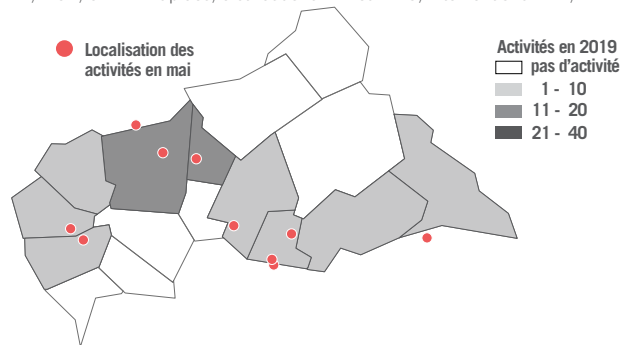 Localisation des
activités en mai
Activités en 2019
pas d'activité
1 - 10
11 - 20
21 - 40